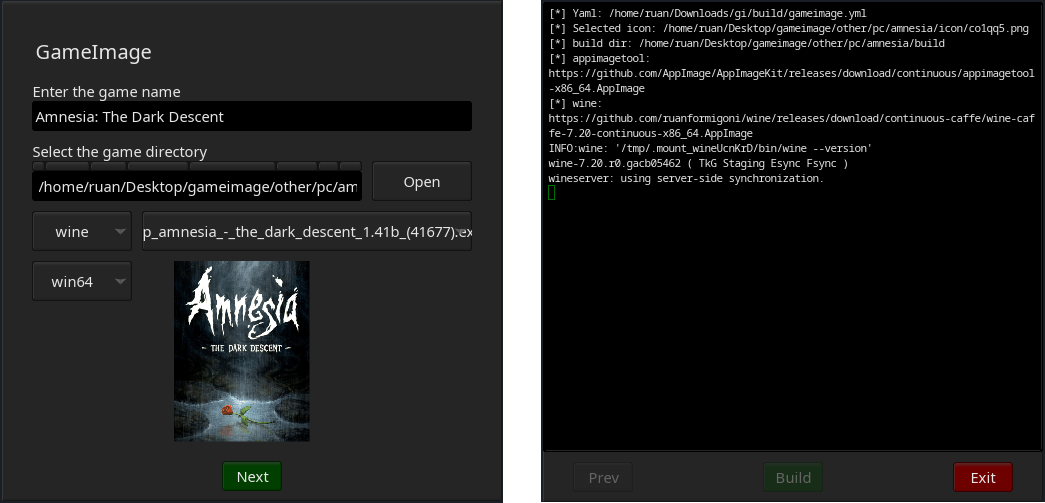 GameImage
Enter the game name
Amnesia: The Dark Descent
Select the game directory
/home/ruan/Desktop/gameimage/other/pc/am
Open
wine
p_amnesia_-_the_dark_descent_1.41b_(41677).ex
win64
Amnesia
- THE DARK DESCENT -
Next
[*] Yaml: /home/ruan/Downloads/gi/build/gameimage.yml
[*] Selected icon: /home/ruan/Desktop/gameimage/other/pc/amnesia/icon/co1qq5.png
[*] build dir: /home/ruan/Desktop/gameimage/other/pc/amnesia/build
[*] appimagetool:
https://github.com/AppImage/AppImageKit/releases/download/continuous/appimagetool
-x86_64.AppImage
[*] wine:
https://github.com/ruanformigoni/wine/releases/download/continuous-caffe/wine-caf
fe-7.20-continuous-x86_64.AppImage
INFO:wine: '/tmp/.mount_wineUcnKrD/bin/wine --version'
wine-7.20.r0.gacb05462 ( TkG Staging Esync Fsync )
wineserver: using server-side synchronization.
Prev
Build
Exit